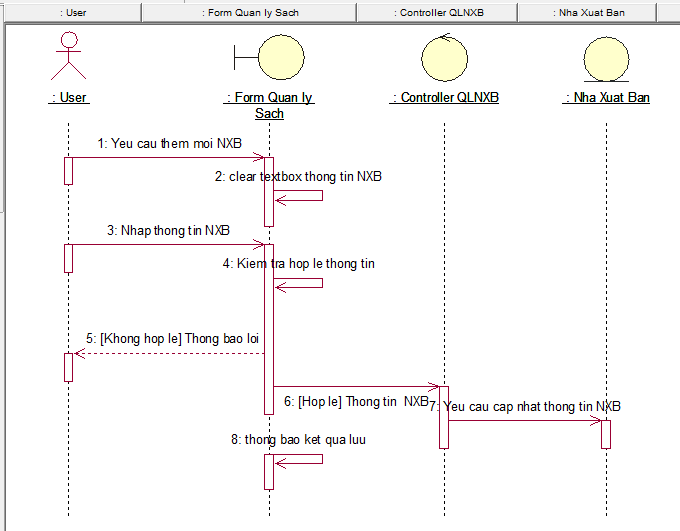 : User
: Form Quan ly Sach
: Controller QLNXB
: Nha Xuat Ban
: User
: Form Quan ly
Sach
: Controller QLNXB
: Nha Xuat Ban
1: Yeu cau them moi NXB
2: clear textbox thong tin NXB
3: Nhap thong tin NXB
4: Kiem tra hop le thong tin
5: [Khong hop le] Thong bao loi
6: [Hop le] Thong tin NXB
7: Yeu cau cap nhat thong tin NXB
8: thong bao ket qua luu